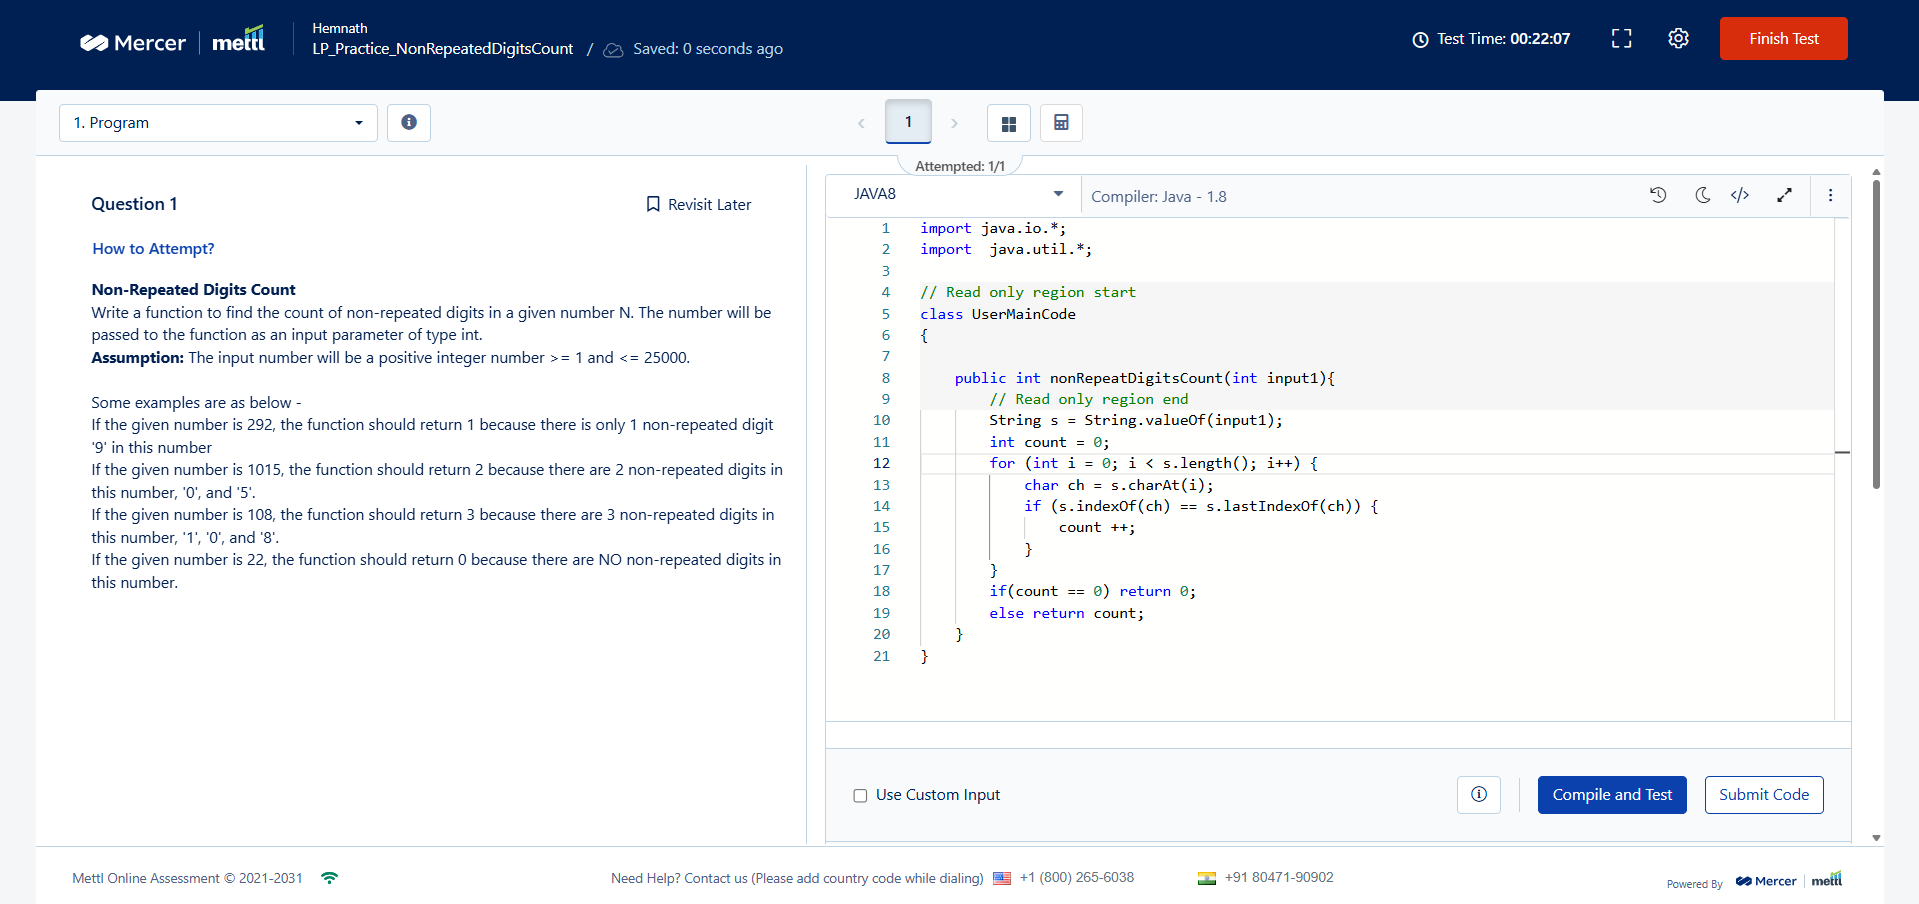 Mercer mettl
Hemnath
LP_Practice_NonRepeatedDigitsCount / Saved: 0 seconds ago
Test Time: 00:22:07
Finish Test
1. Program
1
Attempted: 1/1
Question 1
Revisit Later
How to Attempt?
Non-Repeated Digits Count
Write a function to find the count of non-repeated digits in a given number N. The number will be
passed to the function as an input parameter of type int.
Assumption: The input number will be a positive integer number >= 1 and <= 25000.
Some examples are as below -
If the given number is 292, the function should return 1 because there is only 1 non-repeated digit
'9' in this number
If the given number is 1015, the function should return 2 because there are 2 non-repeated digits in
this number, '0', and '5'.
If the given number is 108, the function should return 3 because there are 3 non-repeated digits in
this number, '1', '0', and '8'.
If the given number is 22, the function should return 0 because there are NO non-repeated digits in
this number.
JAVA8
Compiler: Java - 1.8
1 import java.io.*;
2 import  java.util.*;
3
4 // Read only region start
5 class UserMainCode
6 {
7
8     public int nonRepeatDigitsCount(int input1){
9         // Read only region end
10         String s = String.valueOf(input1);
11         int count = 0;
12         for (int i = 0; i < s.length(); i++) {
13             char ch = s.charAt(i);
14             if (s.indexOf(ch) == s.lastIndexOf(ch)) {
15                 count ++;
16             }
17         }
18         if(count == 0) return 0;
19         else return count;
20     }
21 }
Use Custom Input
Compile and Test
Submit Code
Mettl Online Assessment © 2021-2031
Need Help? Contact us (Please add country code while dialing) +1 (800) 265-6038 +91 80471-90902
Powered By Mercer mettl